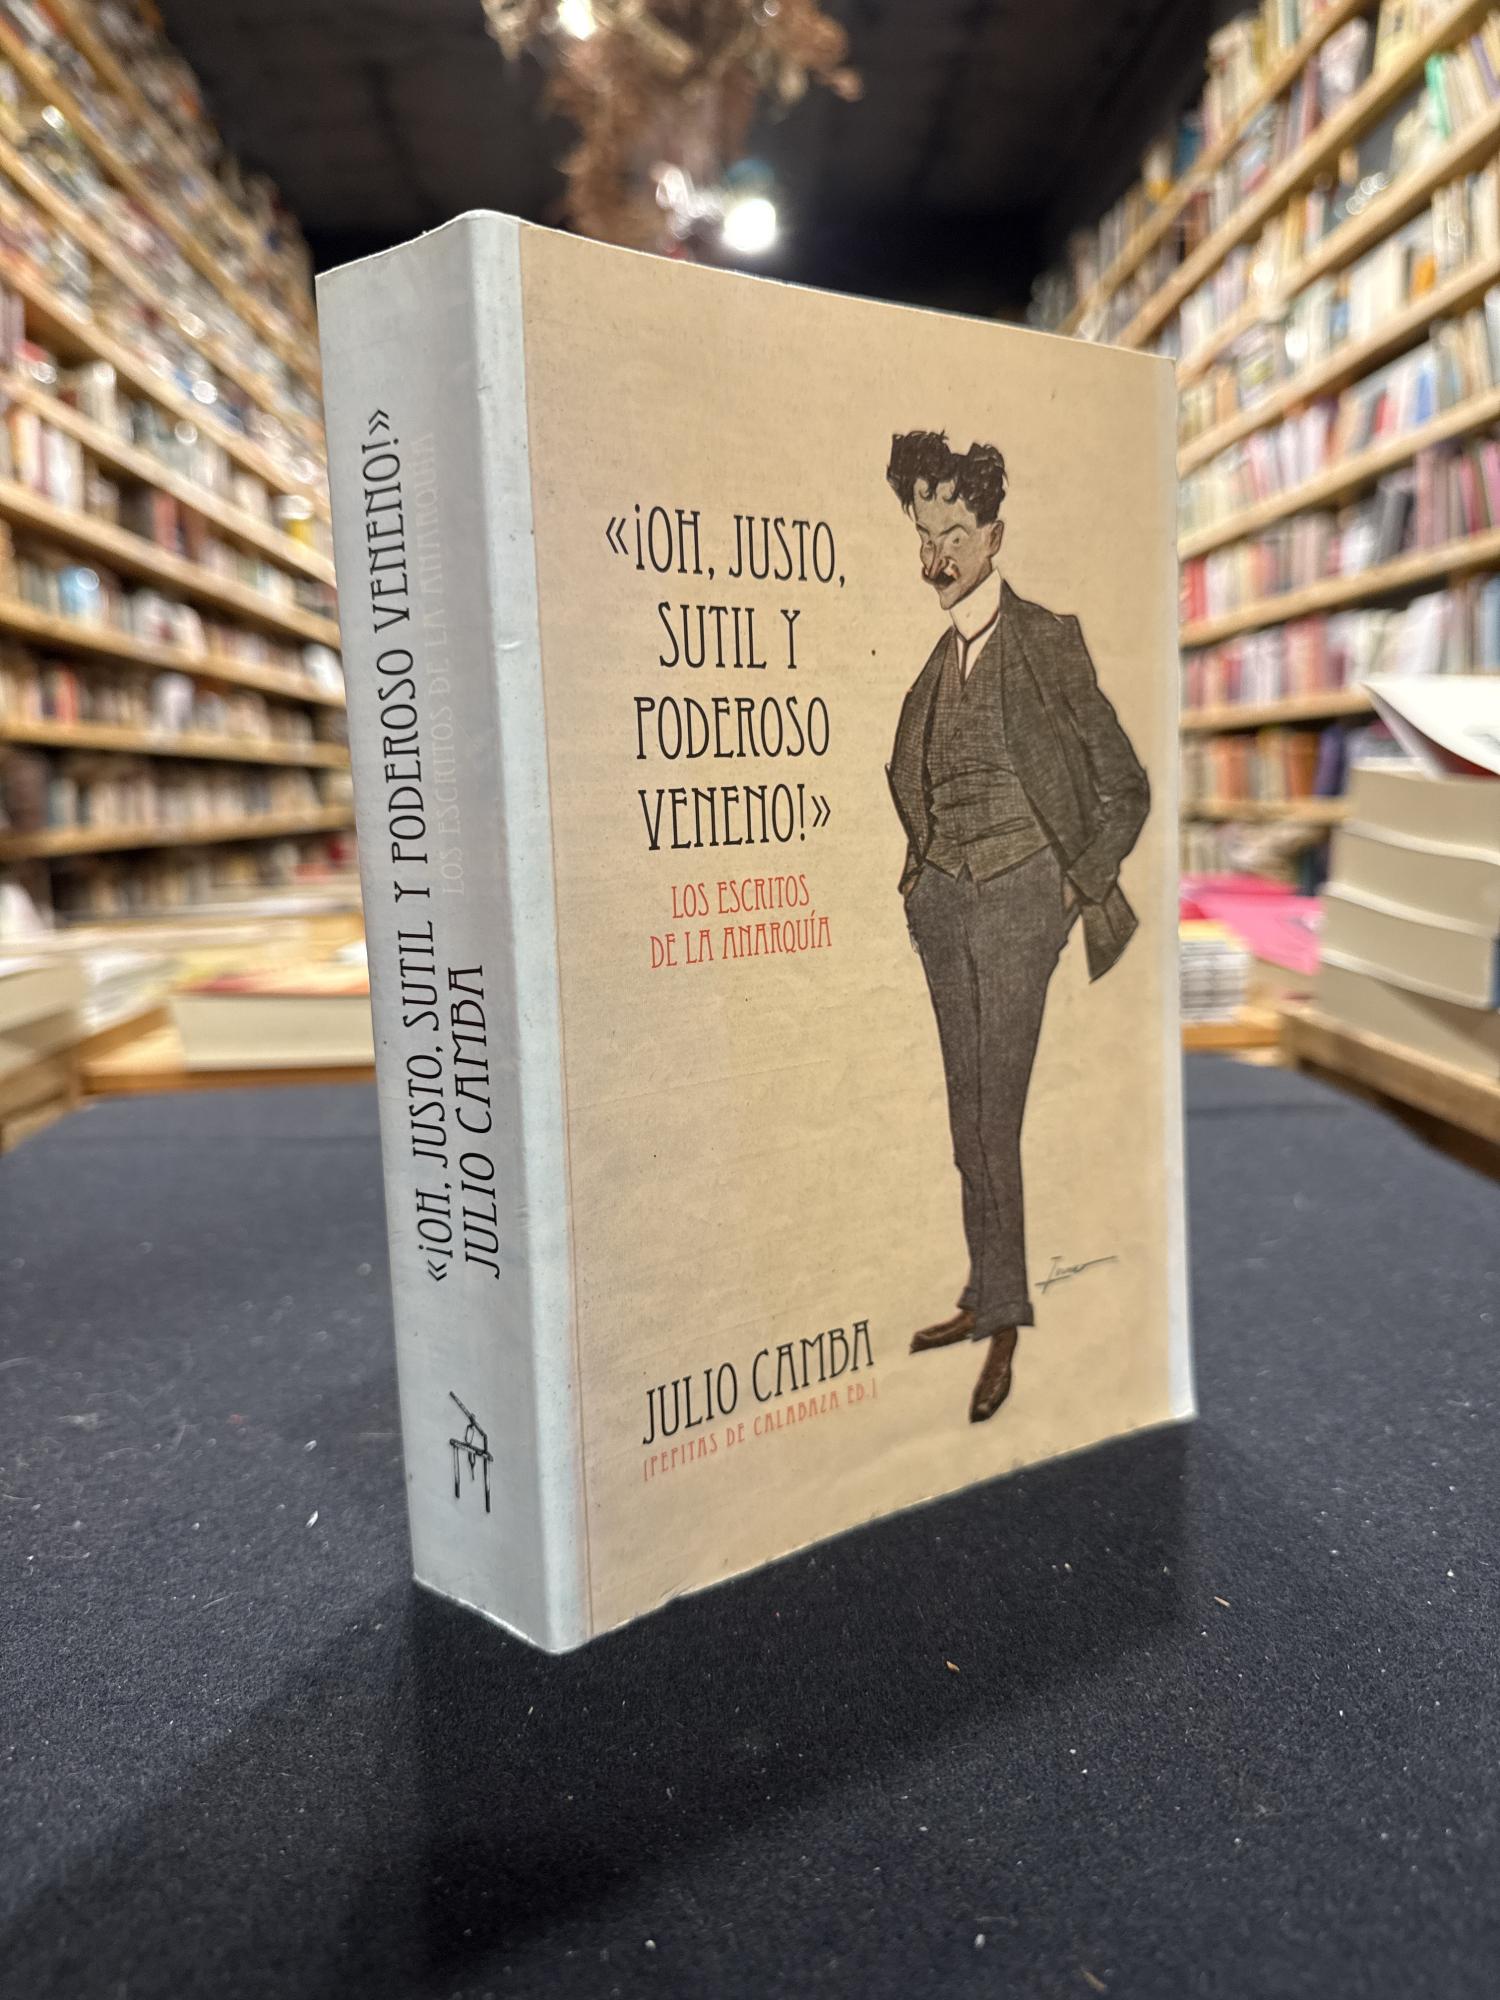 «¡OH, JUSTO, SUTIL Y PODEROSO VENENO!»
LOS ESCRITOS DE LA ANARQUÍA
JULIO CAMBA
«¡OH, JUSTO,
SUTIL Y
PODEROSO
VENENO!»
LOS ESCRITOS
DE LA ANARQUÍA
JULIO CAMBA
[PEPITAS DE CALABAZA ED.]